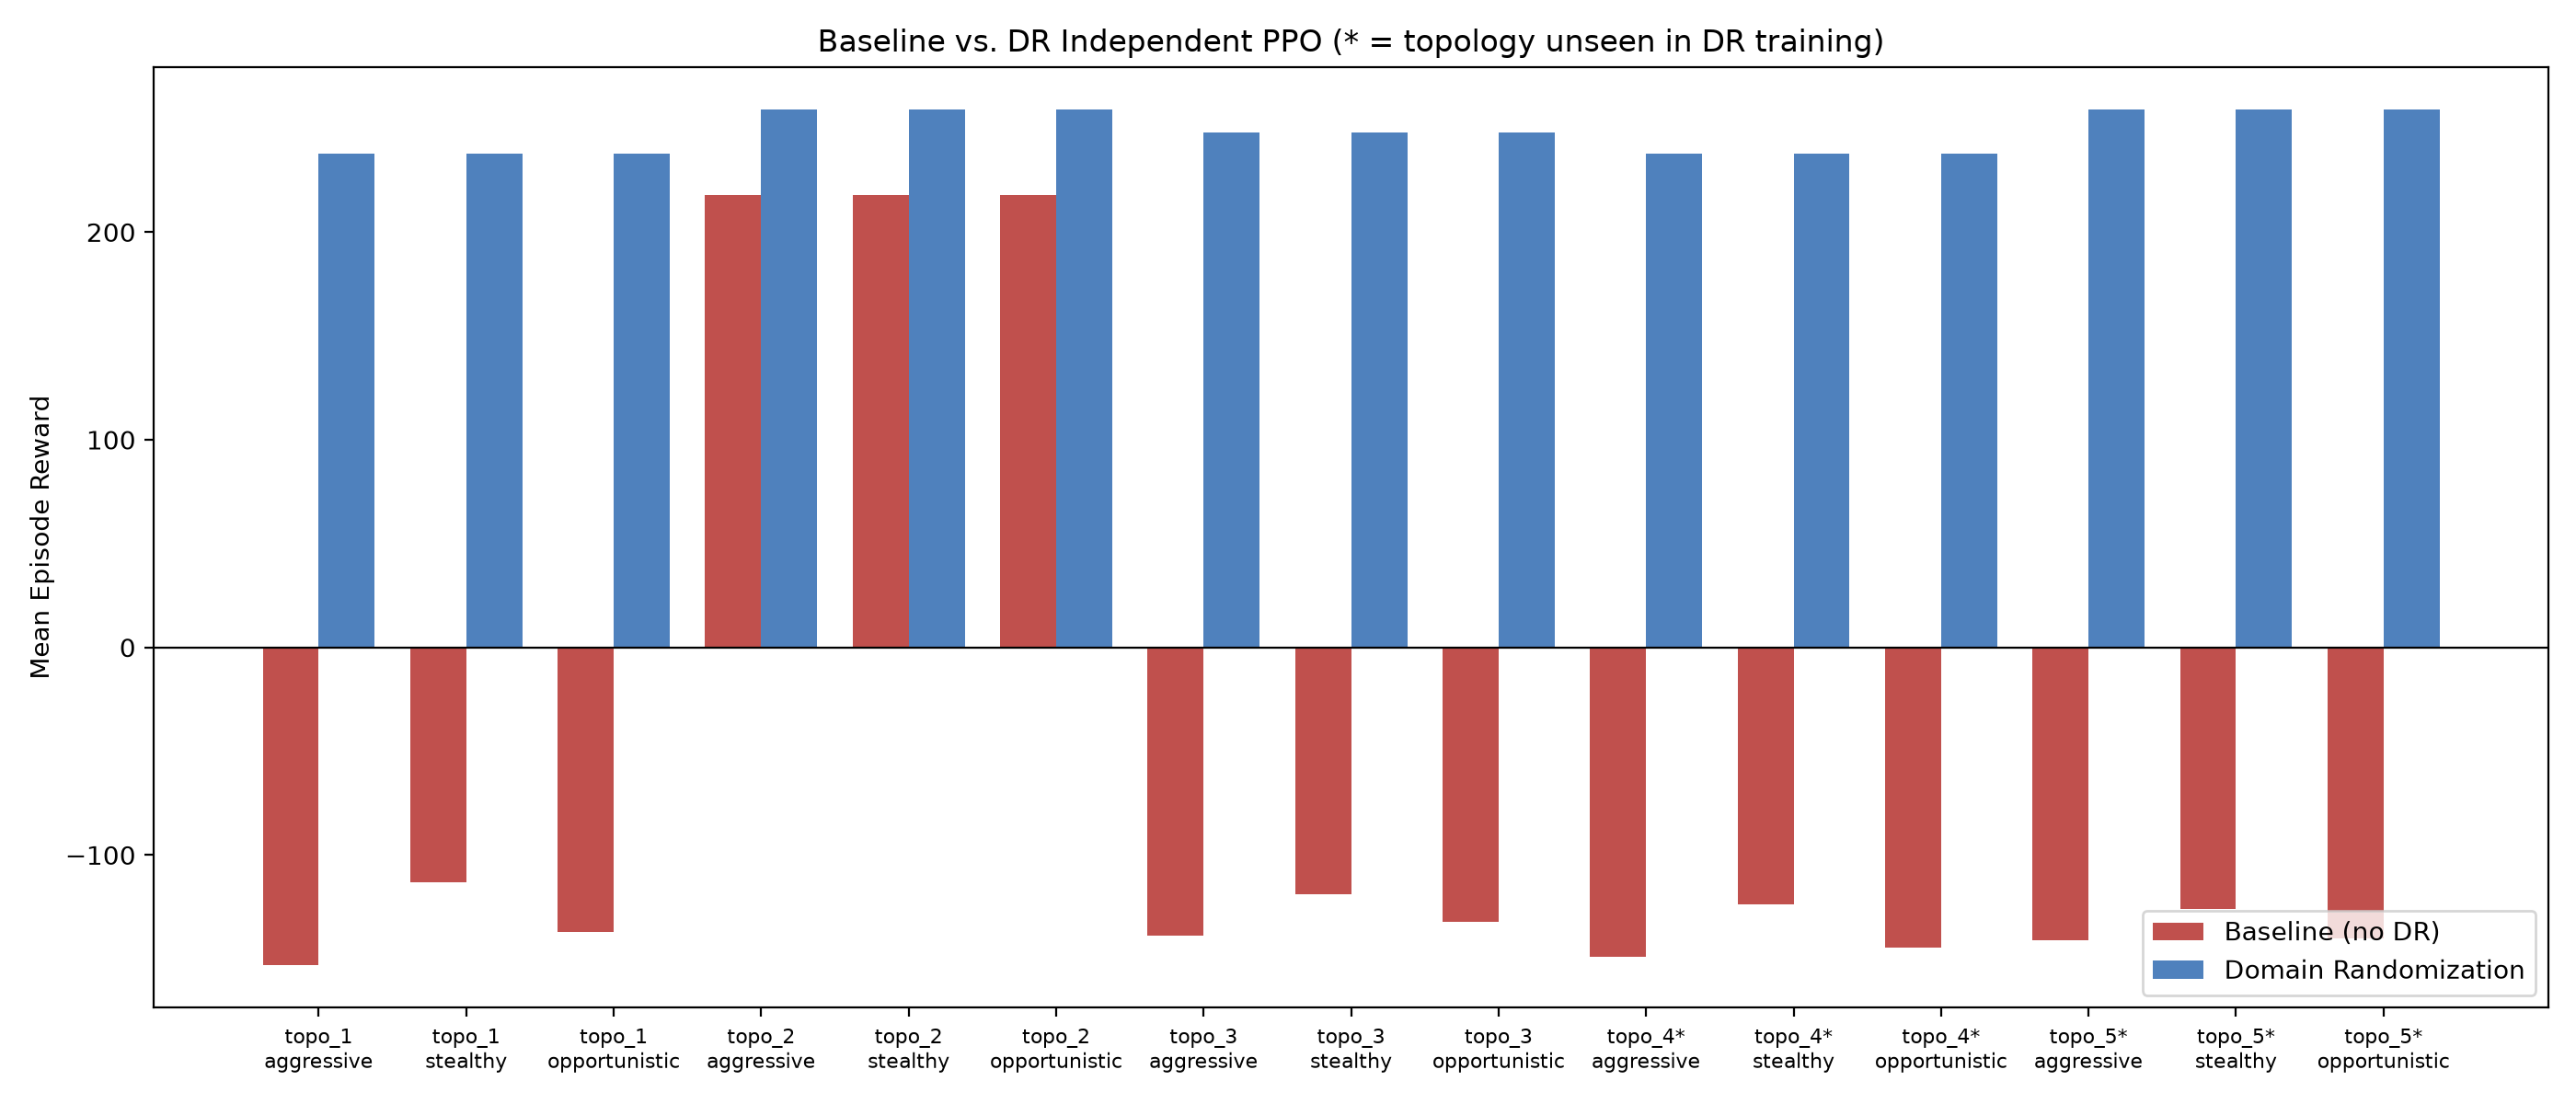 Baseline vs. DR Independent PPO (* = topology unseen in DR training)
Mean Episode Reward
200
100
0
−100
topo_1 aggressive
topo_1 stealthy
topo_1 opportunistic
topo_2 aggressive
topo_2 stealthy
topo_2 opportunistic
topo_3 aggressive
topo_3 stealthy
topo_3 opportunistic
topo_4* aggressive
topo_4* stealthy
topo_4* opportunistic
topo_5* aggressive
topo_5* stealthy
topo_5* opportunistic
Baseline (no DR)
Domain Randomization